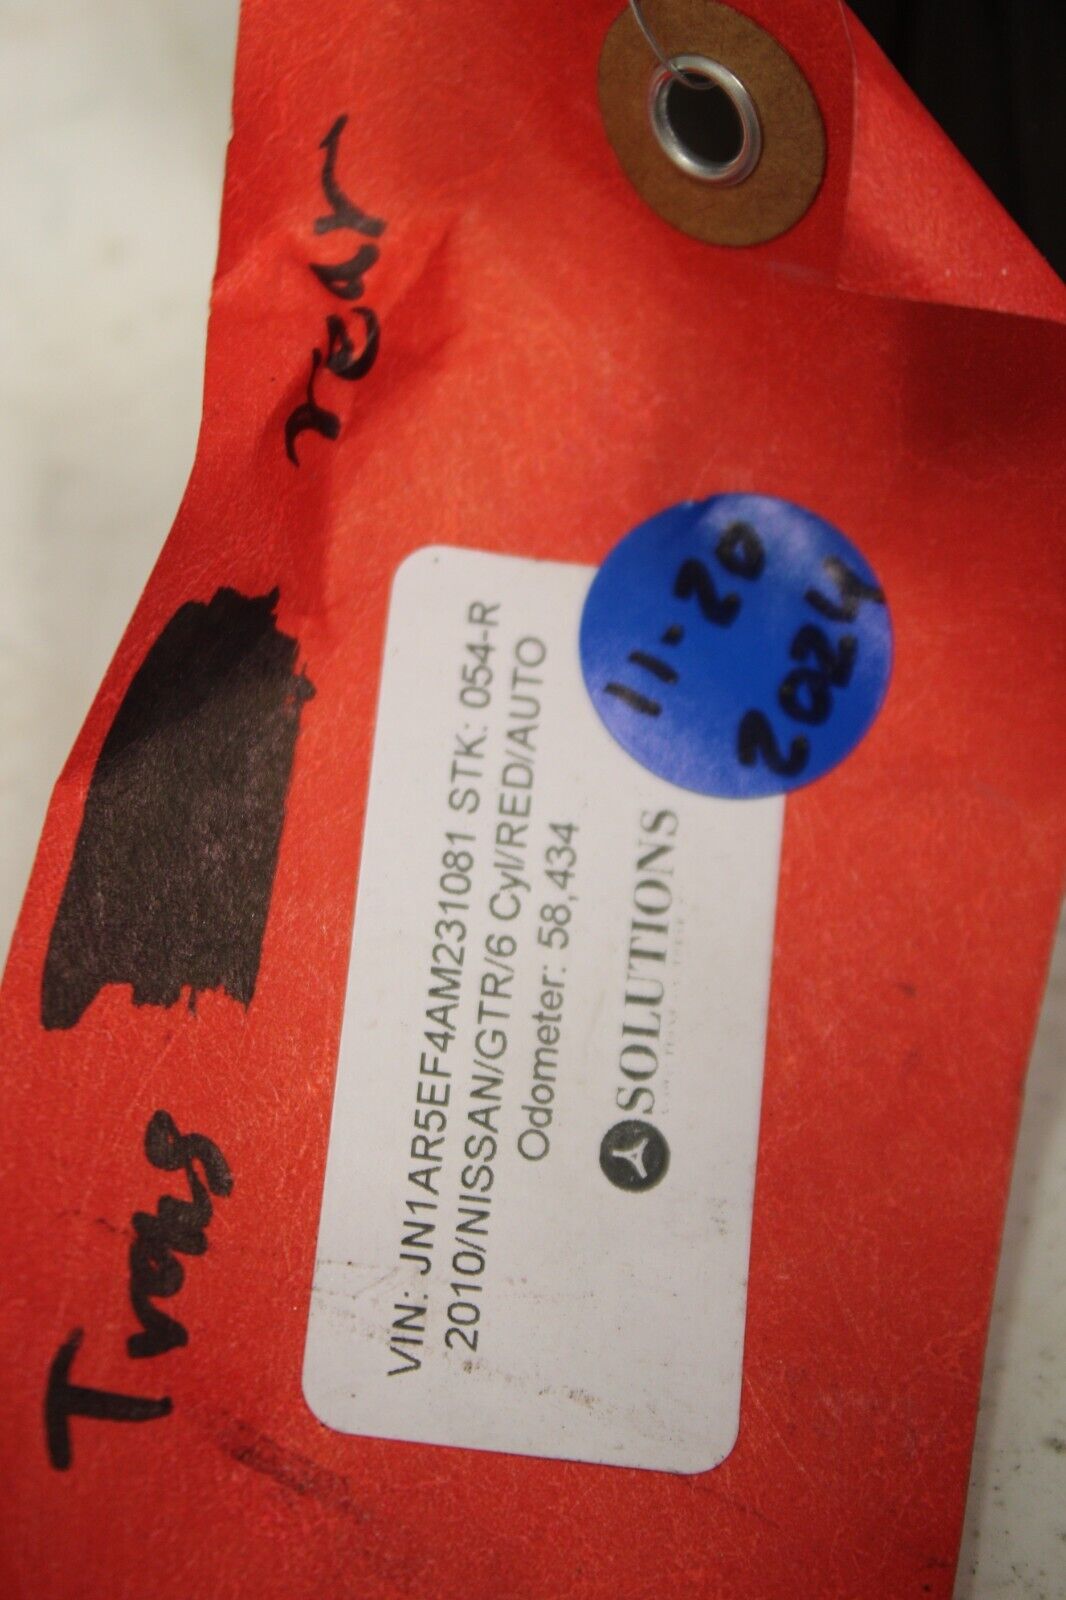 Trans rear
VIN: JN1AR5EF4AM231081 STK: 054-R
2010/NISSAN/GTR/6 Cyl/RED/AUTO
Odometer: 58,434
SOLUTIONS
11-20
2024